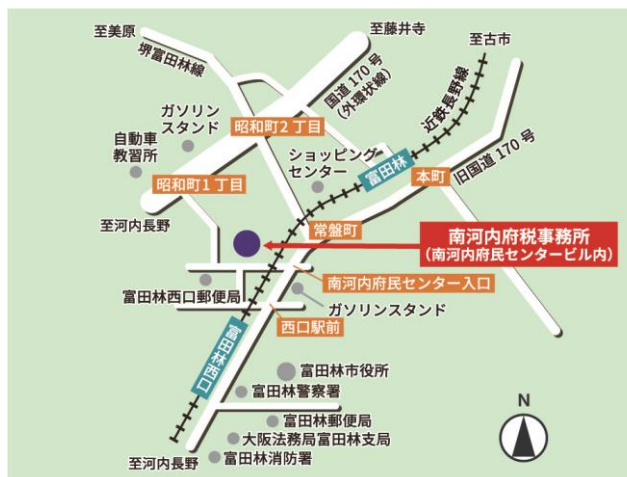 至美原
堺富田林線
至藤井寺
国道170号
(外環状線)
至古市
近鉄長野線
旧国道170号
ガソリン
スタンド
昭和町2丁目
自動車
教習所
ショッピング
センター
富田林
本町
昭和町1丁目
至河内長野
常盤町
南河内府税事務所
(南河内府民センタービル内)
富田林西口郵便局
南河内府民センター入口
ガソリンスタンド
西口駅前
富田林西口
富田林市役所
富田林警察署
富田林郵便局
大阪法務局富田林支局
至河内長野
富田林消防署
N